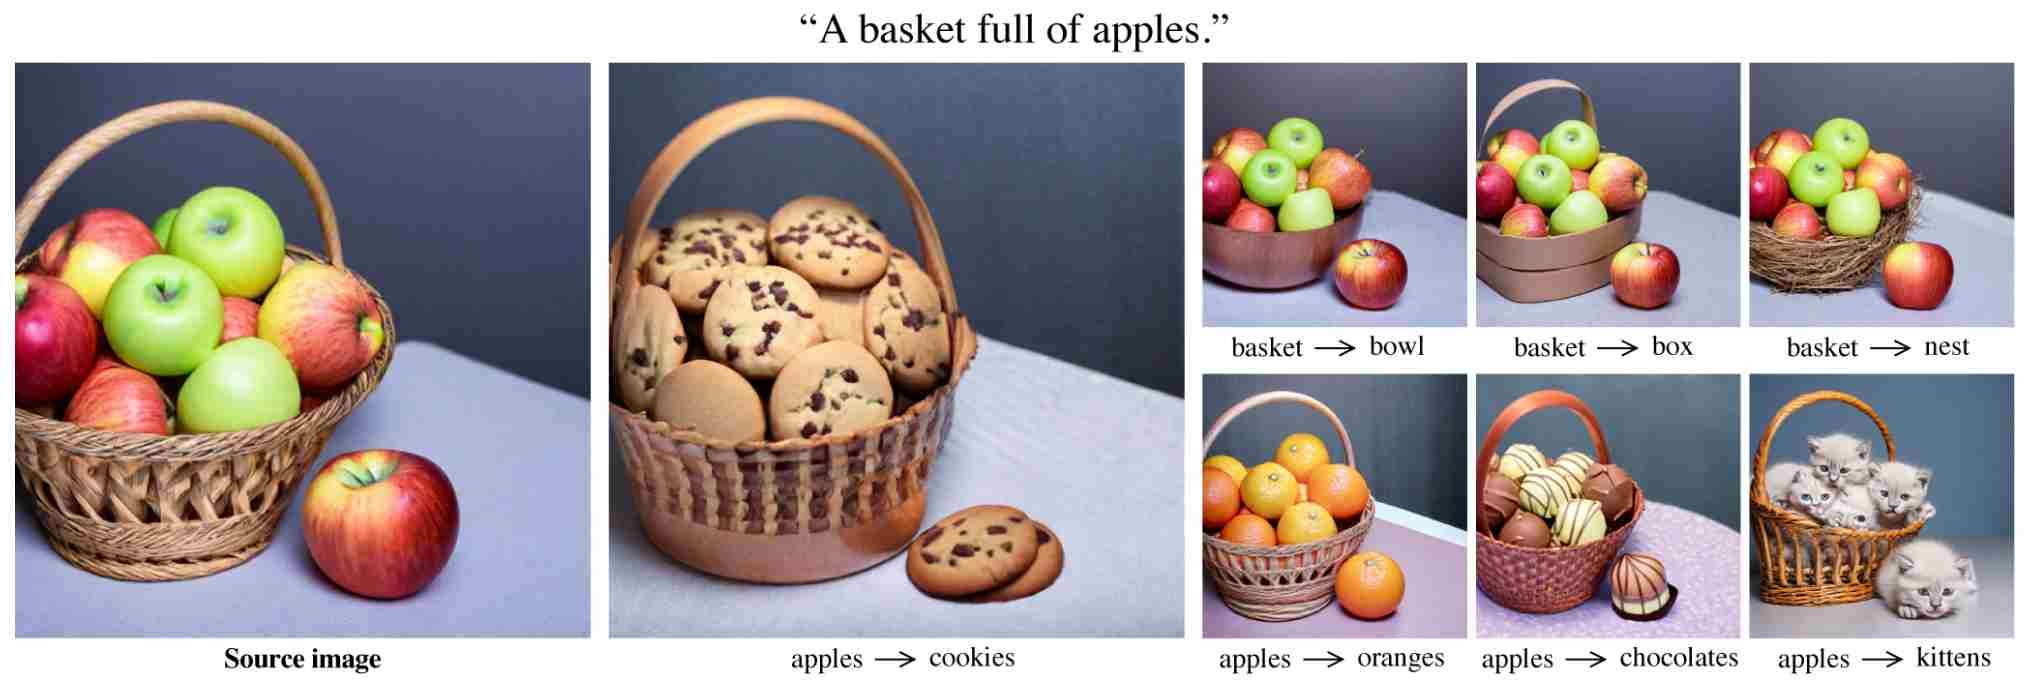 “A basket full of apples.”
basket → bowl
basket → box
basket → nest
Source image
apples → cookies
apples → oranges
apples → chocolates
apples → kittens